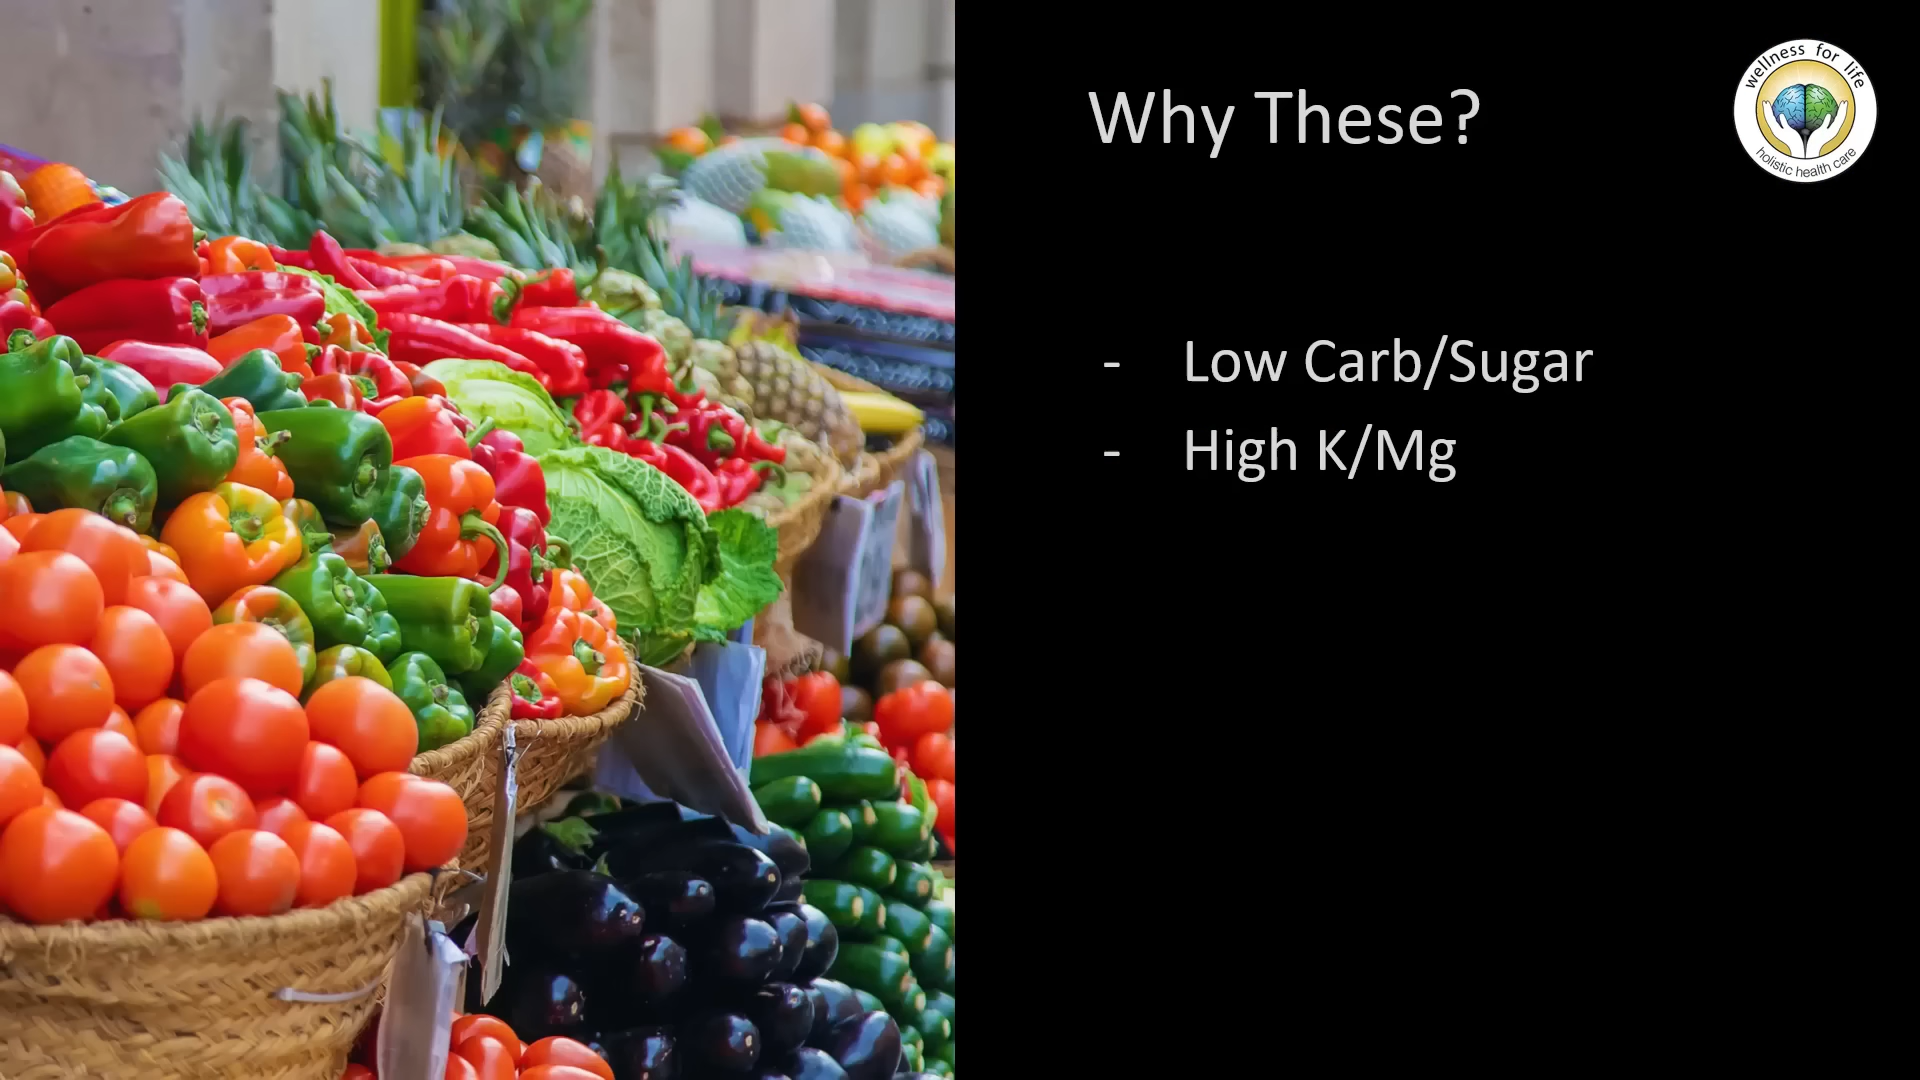 Why These?
wellness for life
holistic health care
- Low Carb/Sugar
- High K/Mg